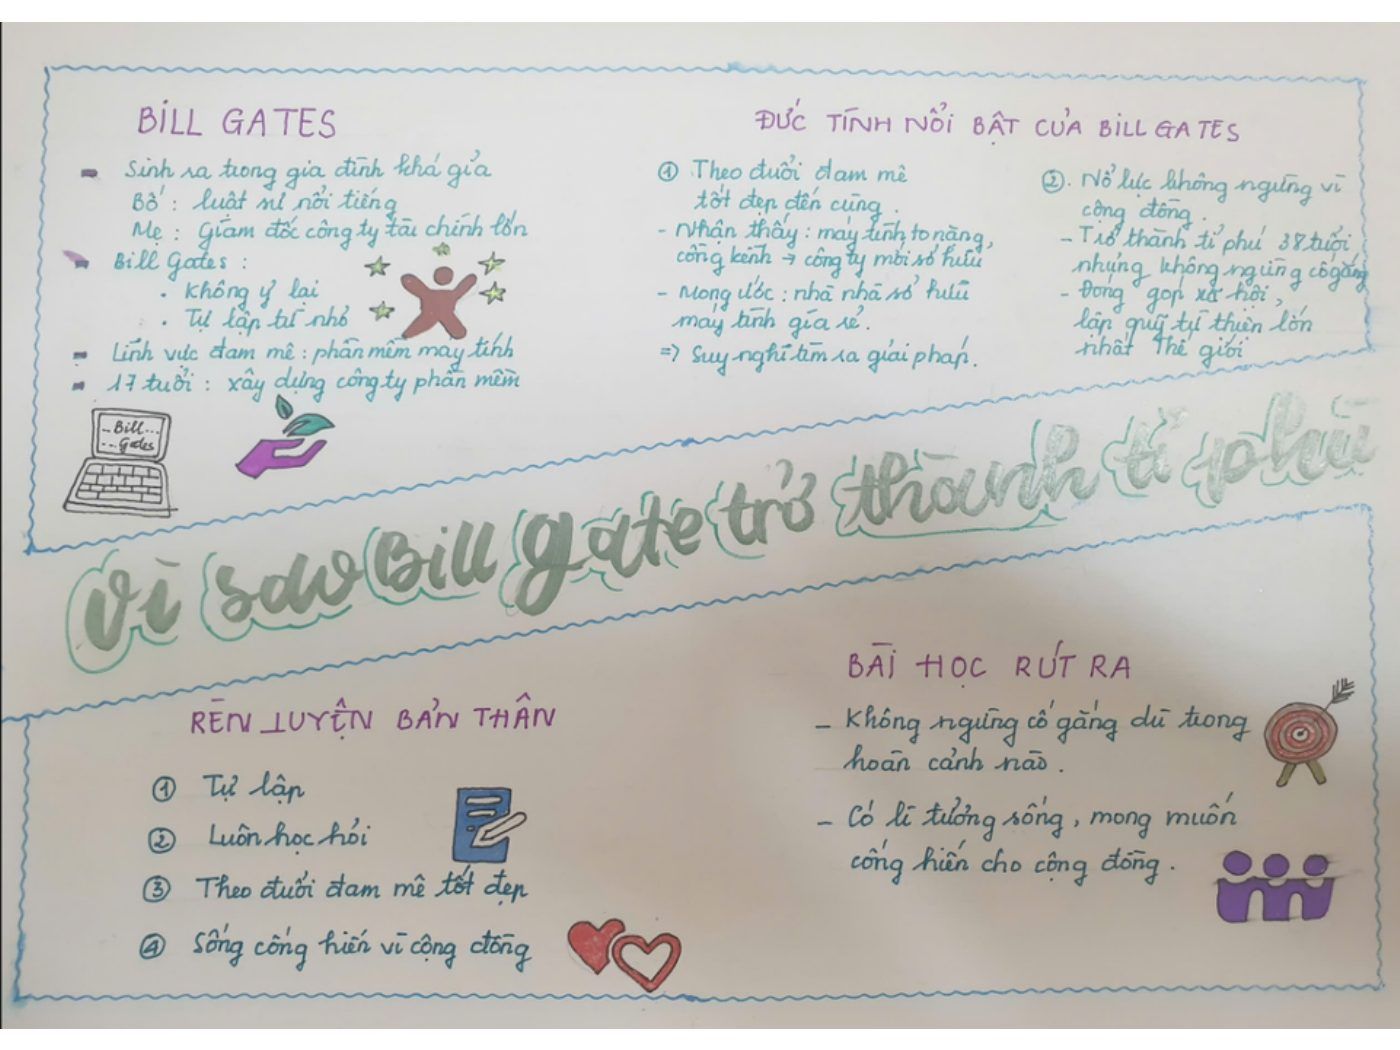 BILL GATES
- Sinh ra trong gia đình khá giả
Bố : luật sư nổi tiếng
Mẹ : Giám đốc công ty tài chính lớn
- Bill Gates :
• Không ỷ lại
• Tự lập từ nhỏ
- Lĩnh vực đam mê : phần mềm máy tính
- 17 tuổi : xây dựng công ty phần mềm
-Bill...
...Gates
ĐỨC TÍNH NỔI BẬT CỦA BILL GATES
① Theo đuổi đam mê
tốt đẹp đến cùng.
- Nhận thấy : máy tính to nặng,
cồng kềnh → công ty mới sở hữu
- Mong ước : nhà nhà sở hữu
máy tính giá rẻ.
=> Suy nghĩ tìm ra giải pháp.
②. Nổ lực không ngừng vì
cộng đồng.
- Trở thành tỉ phú 38 tuổi
nhưng không ngừng cố gắng
- Đóng góp xã hội,
lập quỹ từ thiện lớn
nhất Thế giới
Vì sao Bill gate trở thành tỉ phú
RÈN LUYỆN BẢN THÂN
① Tự lập
② Luôn học hỏi
③ Theo đuổi đam mê tốt đẹp
④ Sống cống hiến vì cộng đồng
BÀI HỌC RÚT RA
- Không ngừng cố gắng dù trong
hoàn cảnh nào.
- Có lí tưởng sống, mong muốn
cống hiến cho cộng đồng.